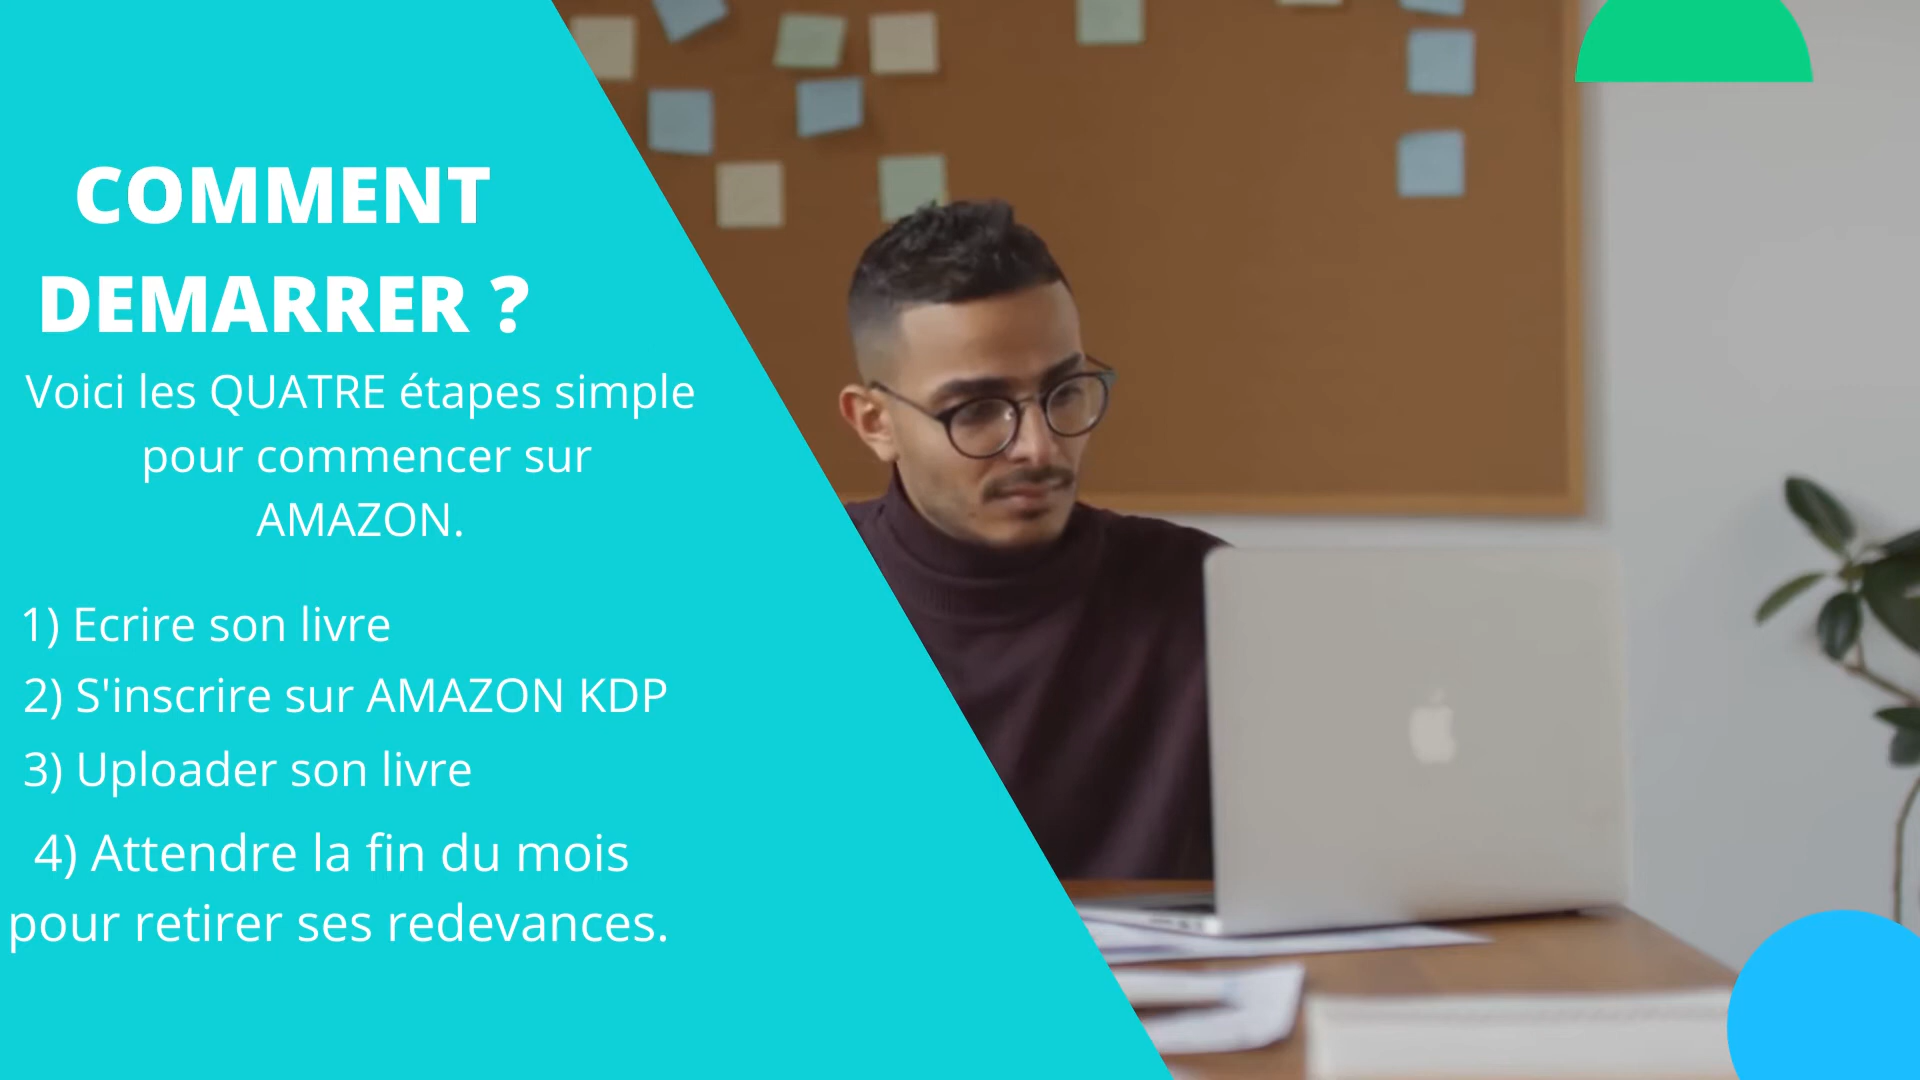 COMMENT
DEMARRER ?
Voici les QUATRE étapes simple
pour commencer sur
AMAZON.
1) Ecrire son livre
2) S'inscrire sur AMAZON KDP
3) Uploader son livre
4) Attendre la fin du mois
pour retirer ses redevances.